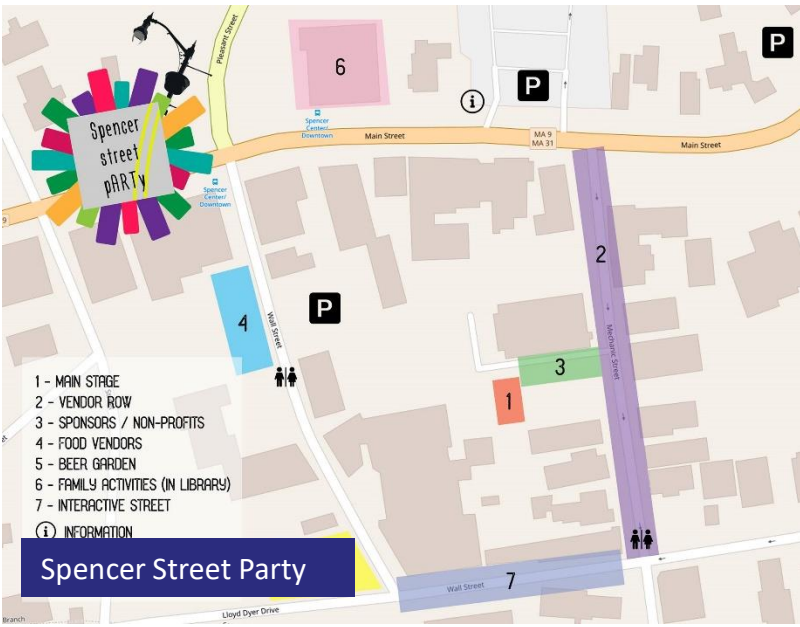 Pleasant Street
6
P
P
i
Spencer
Center/
Downtown
Main Street
MA 9
MA 31
Main Street
Spencer
street
pARTy
Spencer
Center/
Downtown
9
2
4
Wall Street
P
Mechanic Street
3
1
1 - MAIN STAGE
2 - VENDOR ROW
3 - SPONSORS / NON-PROFITS
4 - FOOD VENDORS
5 - BEER GARDEN
6 - FAMILY ACTIVITIES (IN LIBRARY)
7 - INTERACTIVE STREET
i INFORMATION
Spencer Street Party
Wall Street
7
Lloyd Dyer Drive
Branch